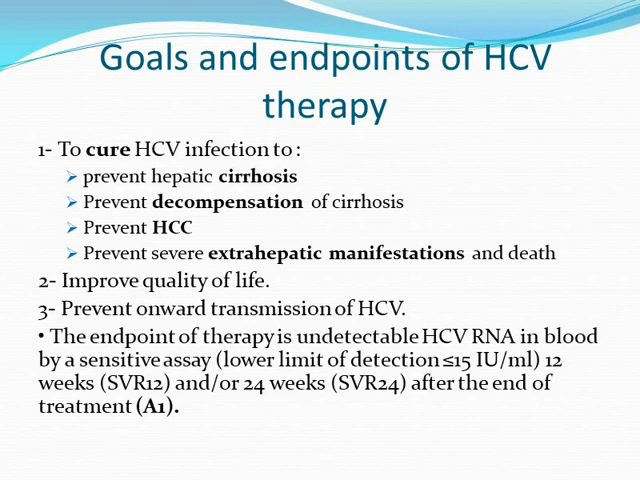 Goals and endpoints of HCV
therapy
1- To cure HCV infection to :
prevent hepatic cirrhosis
Prevent decompensation of cirrhosis
Prevent HCC
Prevent severe extrahepatic manifestations and death
2- Improve quality of life.
3- Prevent onward transmission of HCV.
• The endpoint of therapy is undetectable HCV RNA in blood
by a sensitive assay (lower limit of detection ≤15 IU/ml) 12
weeks (SVR12) and/or 24 weeks (SVR24) after the end of
treatment (A1).